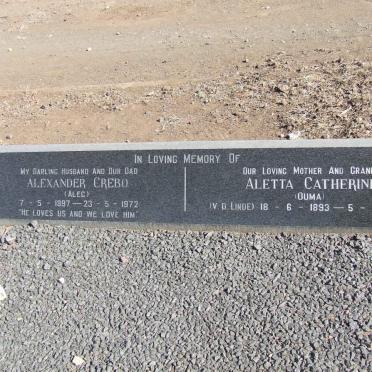 In Loving Memory Of
My Darling Husband And Our Dad
Alexander Crebo
(Alec)
7 - 5 - 1897 — 23 - 5 - 1972
"He Loves Us And We Love Him"
Our Loving Mother And Gran
Aletta Catherin
(Ouma)
(V.D. Linde) 18 - 6 - 1893 — 5 -